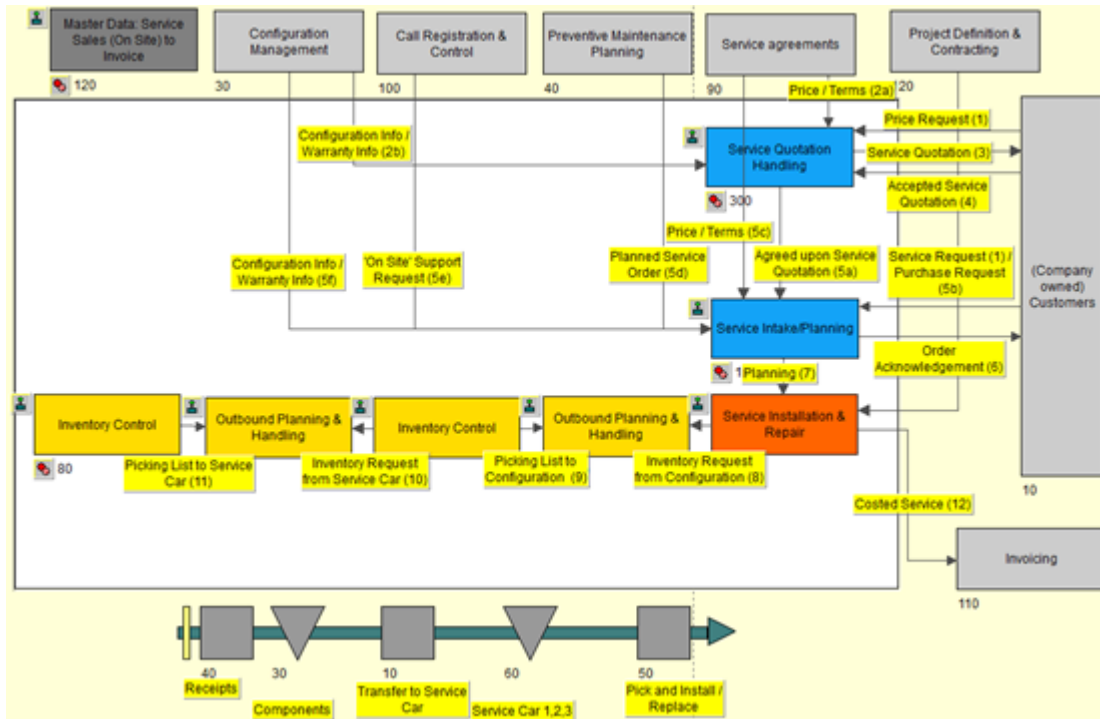 Master Data: Service
Sales (On Site) to
Invoice
Configuration
Management
Call Registration &
Control
Preventive Maintenance
Planning
Service agreements
Project Definition &
Contracting
120
30
100
40
90
20
Price / Terms (2a)
Price Request (1)
Configuration Info /
Warranty Info (2b)
Service Quotation
Handling
Service Quotation (3)
Accepted Service
Quotation (4)
300
Price / Terms (5c)
Configuration Info /
Warranty Info (5f)
'On Site' Support
Request (5e)
Planned Service
Order (5d)
Agreed upon Service
Quotation (5a)
Service Request (1) /
Purchase Request
(5b)
(Company
owned)
Customers
Service Intake/Planning
Order
Acknowledgement (6)
1
Planning (7)
Inventory Control
Outbound Planning &
Handling
Inventory Control
Outbound Planning &
Handling
Service Installation &
Repair
80
Picking List to Service
Car (11)
Inventory Request
from Service Car (10)
Picking List to
Configuration (9)
Inventory Request
from Configuration (8)
10
Costed Service (12)
Invoicing
110
40
30
10
60
50
Receipts
Components
Transfer to Service
Car
Service Car 1,2,3
Pick and Install /
Replace